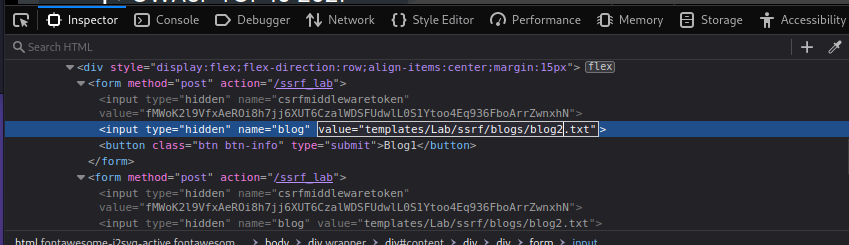 Inspector Console Debugger Network Style Editor Performance Memory Storage Accessibility
Search HTML
<div style="display:flex;flex-direction:row;align-items:center;margin:15px"> flex
<form method="post" action="/ssrf_lab">
<input type="hidden" name="csrfmiddlewaretoken"
value="fMWoK2l9VfxAeROi8h7jj6XUT6CzalWDSFUdwlL0S1Ytoo4Eq936FboArrZwnxhN">
<input type="hidden" name="blog" value="templates/Lab/ssrf/blogs/blog2.txt">
<button class="btn btn-info" type="submit">Blog1</button>
</form>
<form method="post" action="/ssrf_lab">
<input type="hidden" name="csrfmiddlewaretoken"
value="fMWoK2l9VfxAeROi8h7jj6XUT6CzalWDSFUdwlL0S1Ytoo4Eq936FboArrZwnxhN">
<input type="hidden" name="blog" value="templates/Lab/ssrf/blogs/blog2.txt">
html.fontawesome-i2svg-active.fontawesom… body div.wrapper div#content div div form input